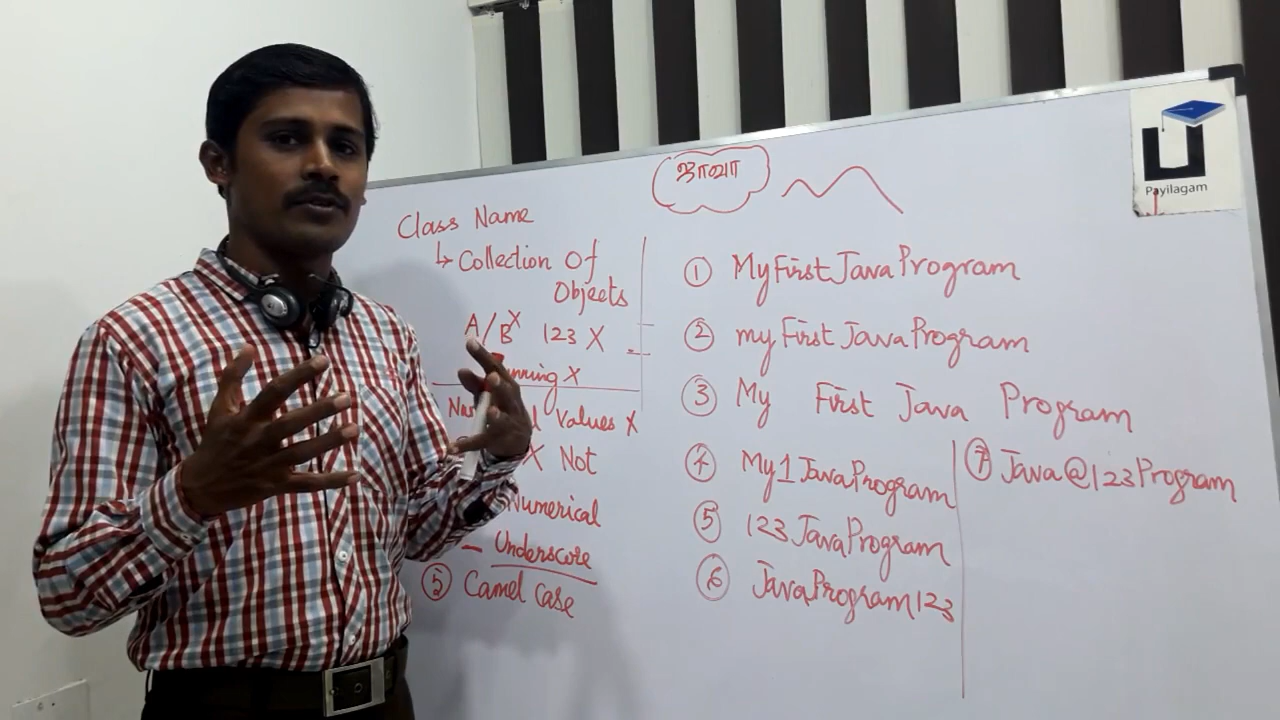 ஜாவா
Payilagam
Class Name
↳ Collection Of
Objects
A/B X 123 X
X
Values X
X Not
Numerical
_ Underscore
⑤ Camel Case
① MyFirstJavaProgram
② myFirstJavaProgram
③ My First Java Program
④ My1JavaProgram
⑤ 123JavaProgram
⑥ JavaProgram123
⑦ Java@123Program